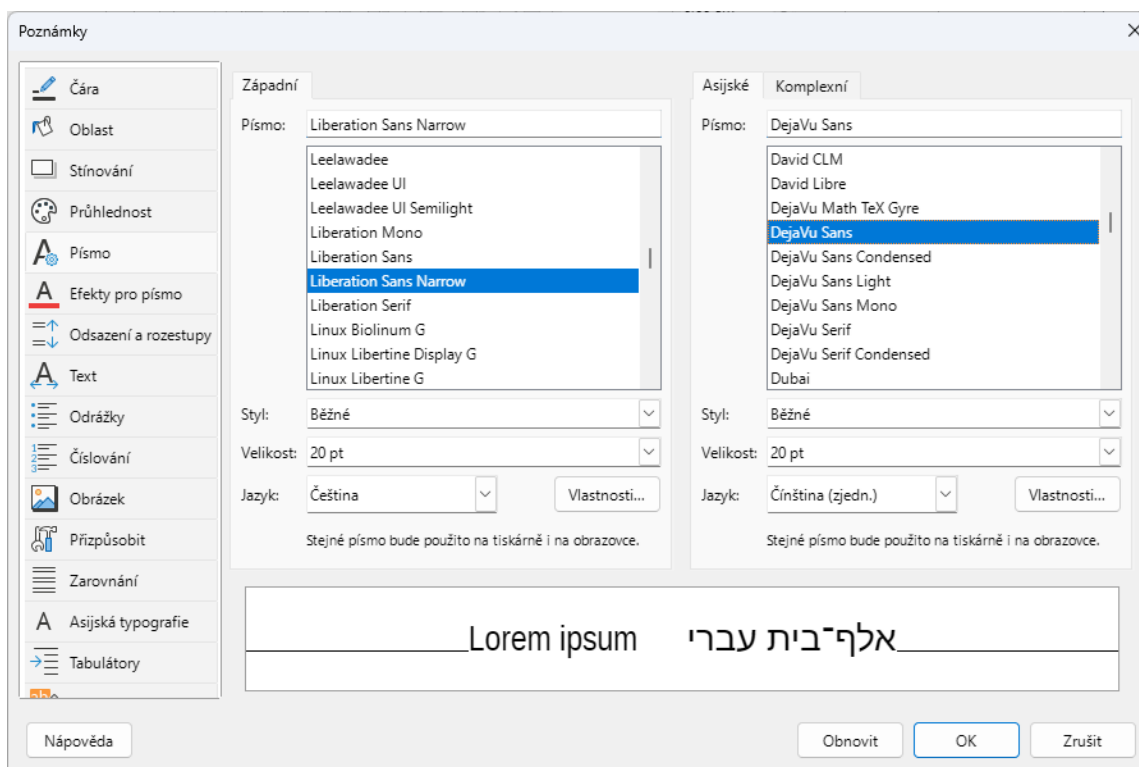 Poznámky
Čára
Oblast
Stínování
Průhlednost
Písmo
Efekty pro písmo
Odsazení a rozestupy
Text
Odrážky
Číslování
Obrázek
Přizpůsobit
Zarovnání
Asijská typografie
Tabulátory
Západní
Písmo: Liberation Sans Narrow
Leelawadee
Leelawadee UI
Leelawadee UI Semilight
Liberation Mono
Liberation Sans
Liberation Sans Narrow
Liberation Serif
Linux Biolinum G
Linux Libertine Display G
Linux Libertine G
Styl: Běžné
Velikost: 20 pt
Jazyk: Čeština Vlastnosti...
Stejné písmo bude použito na tiskárně i na obrazovce.
Asijské Komplexní
Písmo: DejaVu Sans
David CLM
David Libre
DejaVu Math TeX Gyre
DejaVu Sans
DejaVu Sans Condensed
DejaVu Sans Light
DejaVu Sans Mono
DejaVu Serif
DejaVu Serif Condensed
Dubai
Styl: Běžné
Velikost: 20 pt
Jazyk: Čínština (zjedn.) Vlastnosti...
Stejné písmo bude použito na tiskárně i na obrazovce.
Lorem ipsum אלף־בית עברי
Nápověda Obnovit OK Zrušit